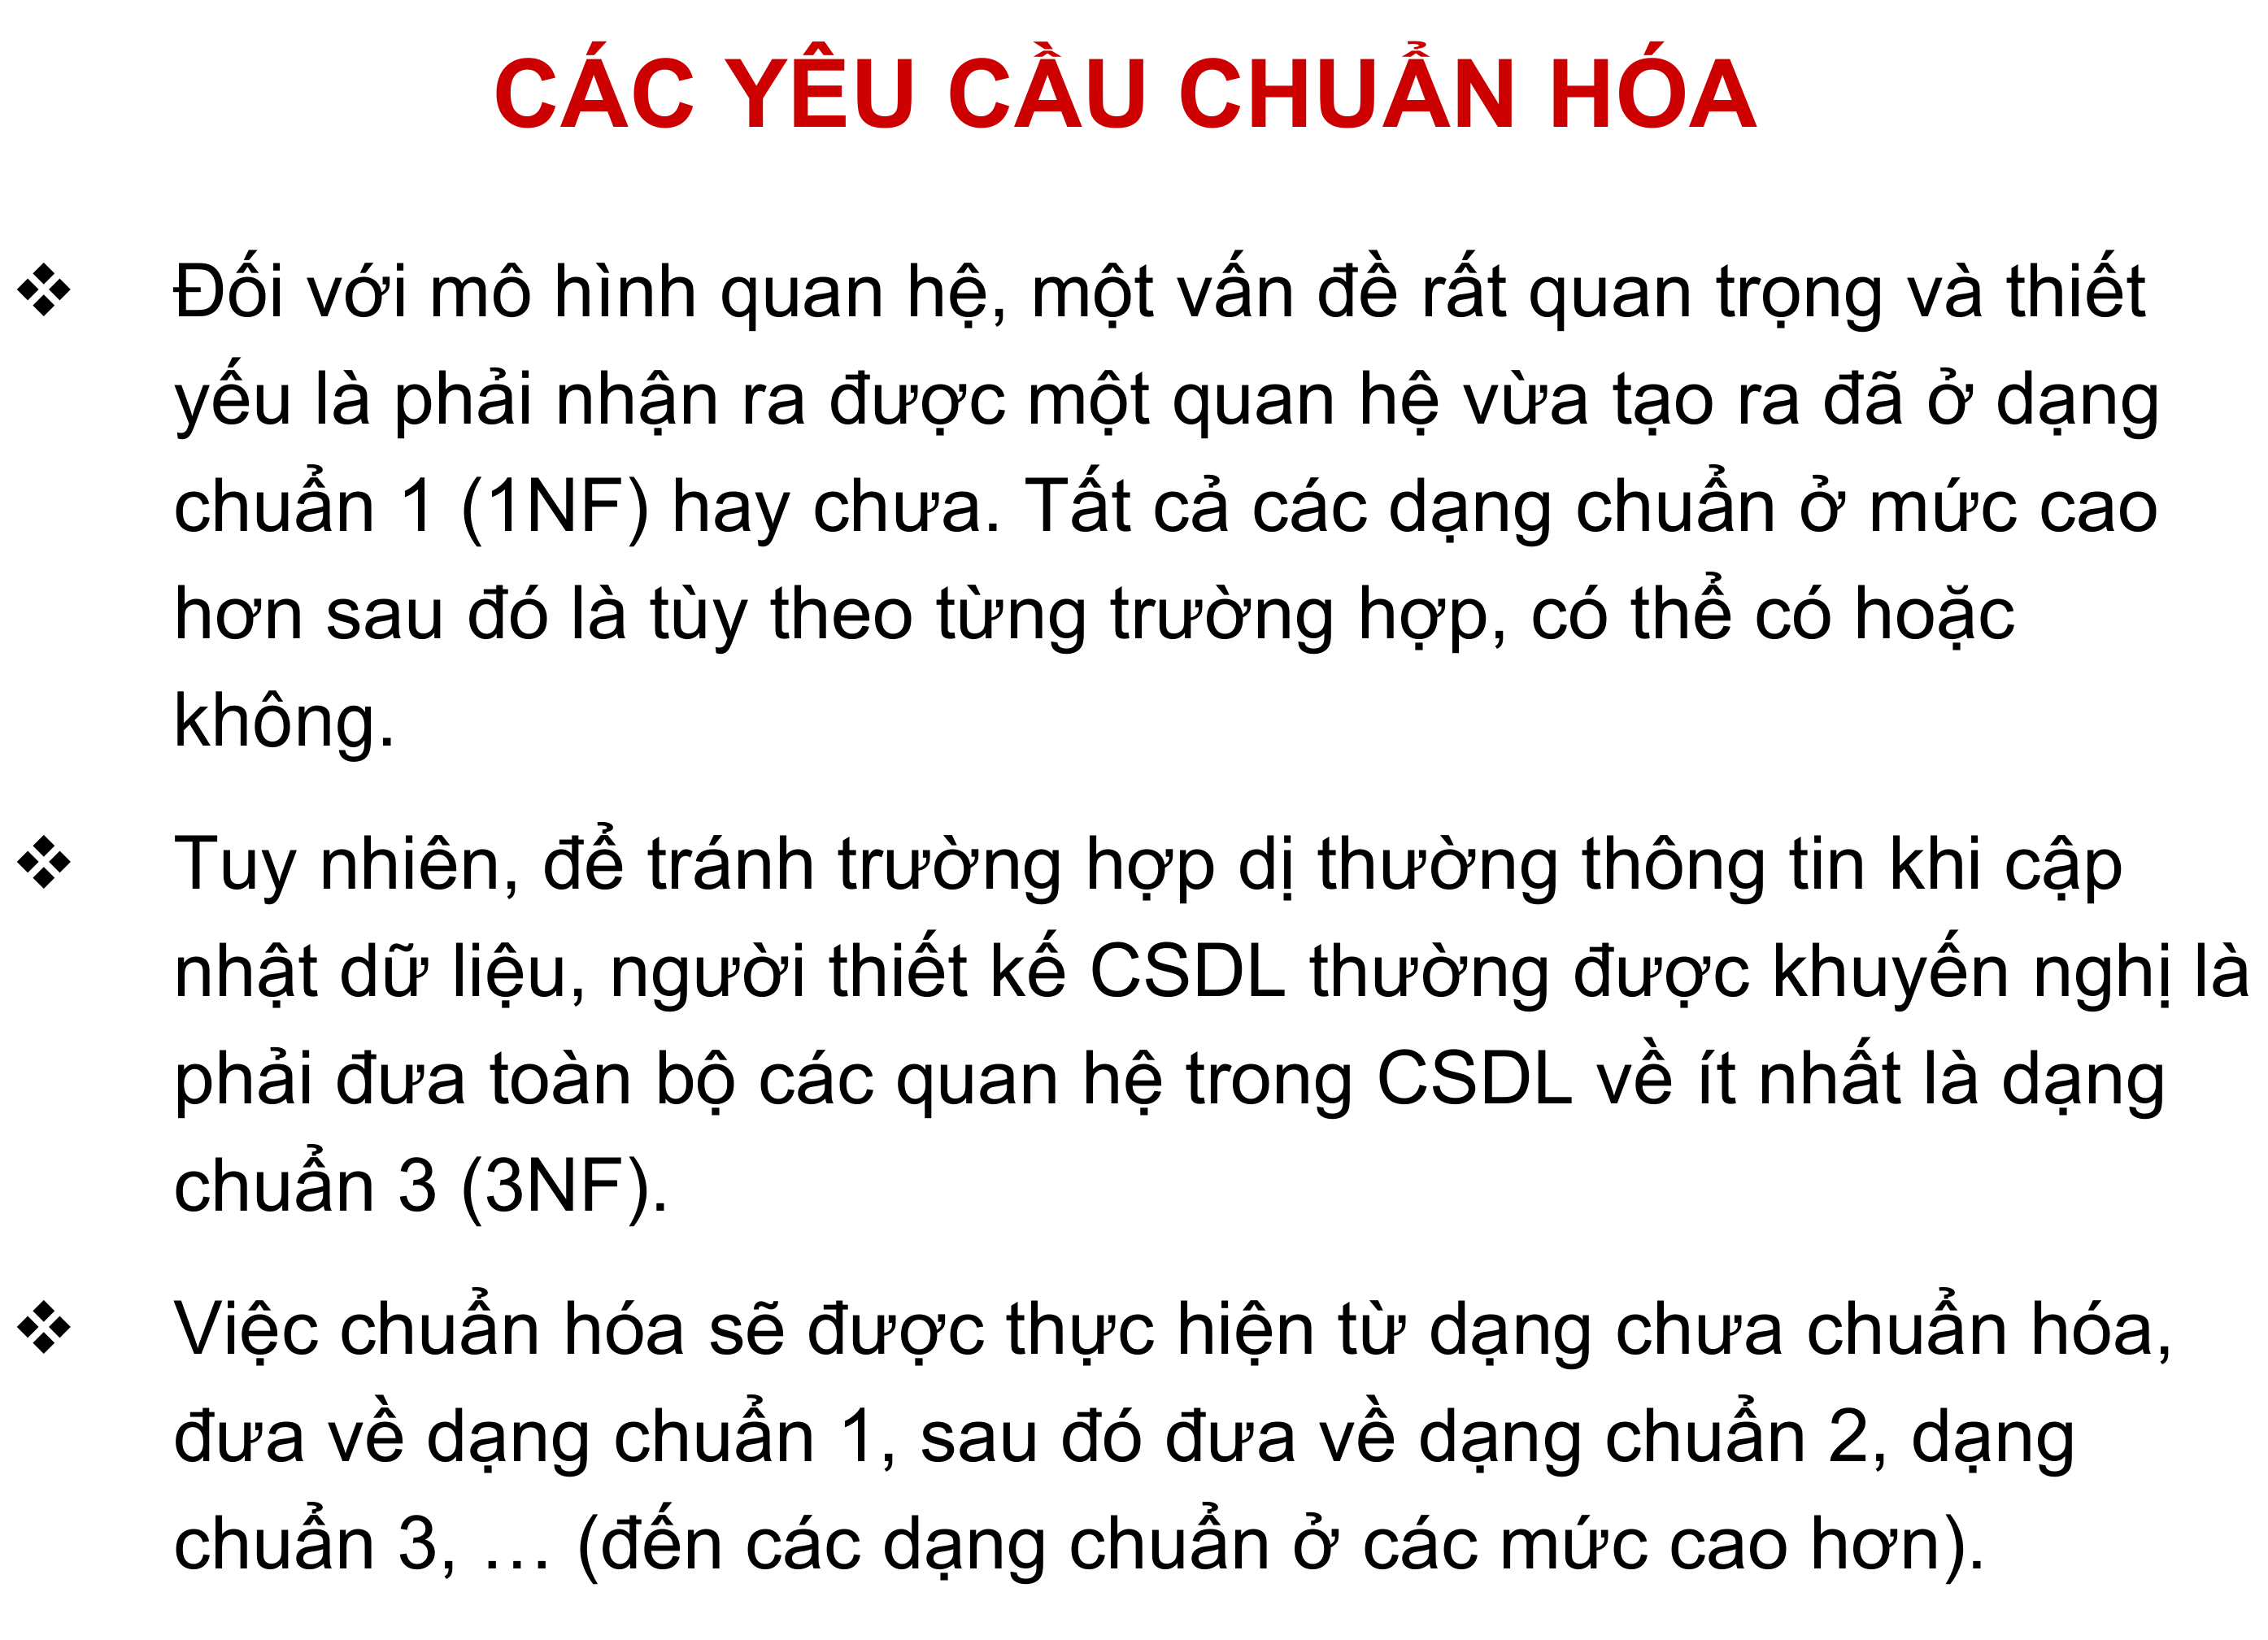 CÁC YÊU CẦU CHUẨN HÓA
❖ Đối với mô hình quan hệ, một vấn đề rất quan trọng và thiết
yếu là phải nhận ra được một quan hệ vừa tạo ra đã ở dạng
chuẩn 1 (1NF) hay chưa. Tất cả các dạng chuẩn ở mức cao
hơn sau đó là tùy theo từng trường hợp, có thể có hoặc
không.
❖ Tuy nhiên, để tránh trường hợp dị thường thông tin khi cập
nhật dữ liệu, người thiết kế CSDL thường được khuyến nghị là
phải đưa toàn bộ các quan hệ trong CSDL về ít nhất là dạng
chuẩn 3 (3NF).
❖ Việc chuẩn hóa sẽ được thực hiện từ dạng chưa chuẩn hóa,
đưa về dạng chuẩn 1, sau đó đưa về dạng chuẩn 2, dạng
chuẩn 3, … (đến các dạng chuẩn ở các mức cao hơn).